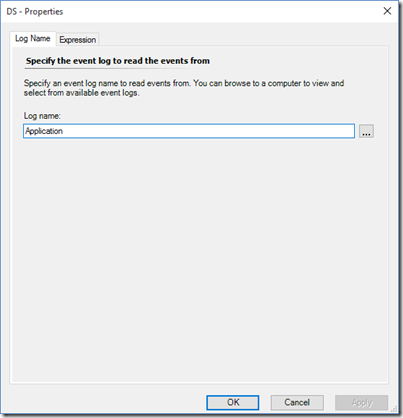 DS - Properties
Log Name
Expression
Specify the event log to read the events from
Specify an event log name to read events from. You can browse to a computer to view and
select from available event logs.
Log name:
Application
...
OK
Cancel
Apply